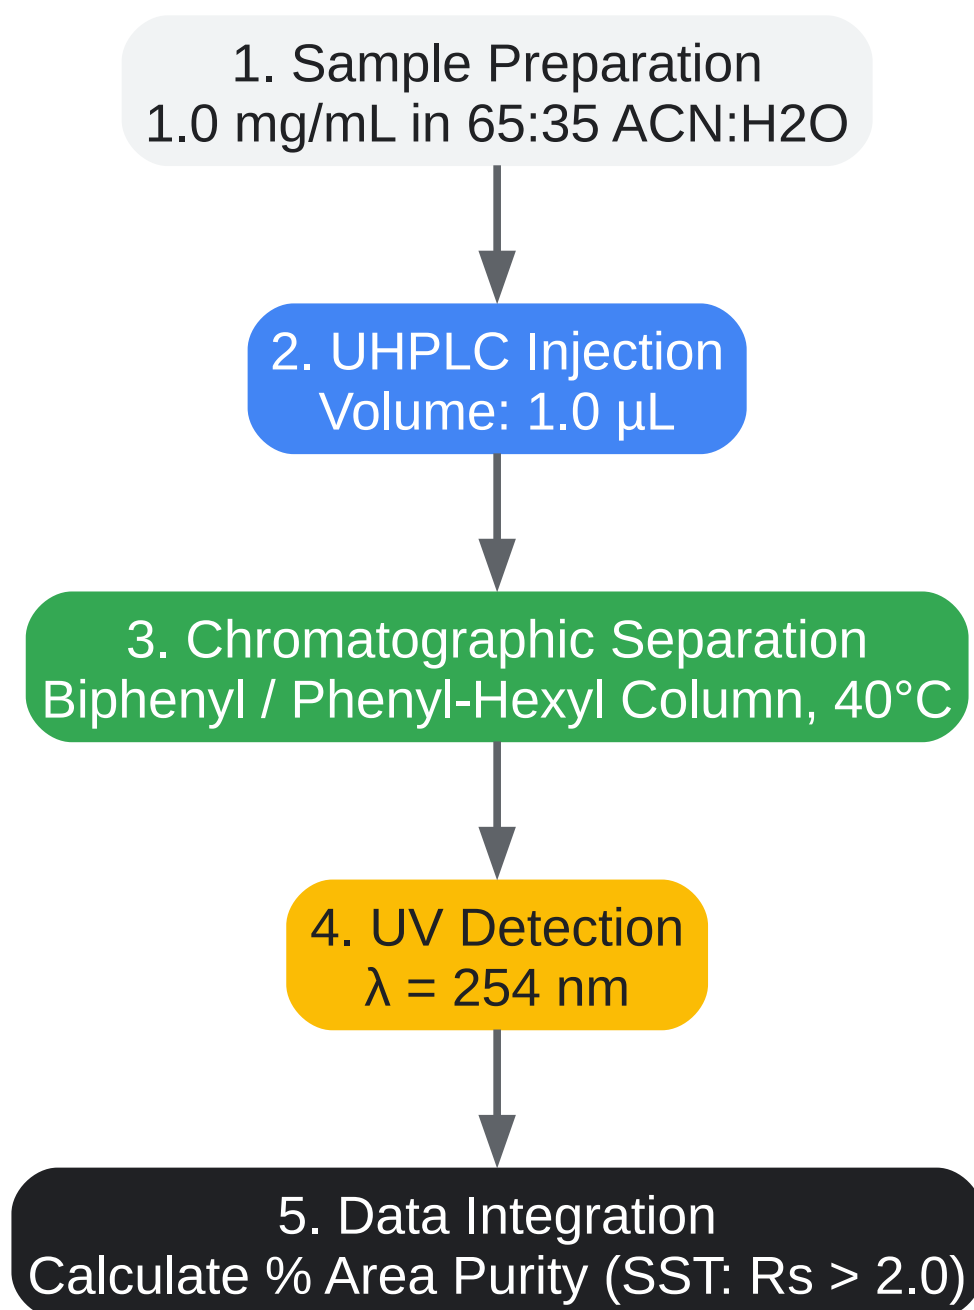 1. Sample Preparation
1.0 mg/mL in 65:35 ACN:H2O
2. UHPLC Injection
Volume: 1.0 µL
3. Chromatographic Separation
Biphenyl / Phenyl-Hexyl Column, 40°C
4. UV Detection
λ = 254 nm
5. Data Integration
Calculate % Area Purity (SST: Rs > 2.0)